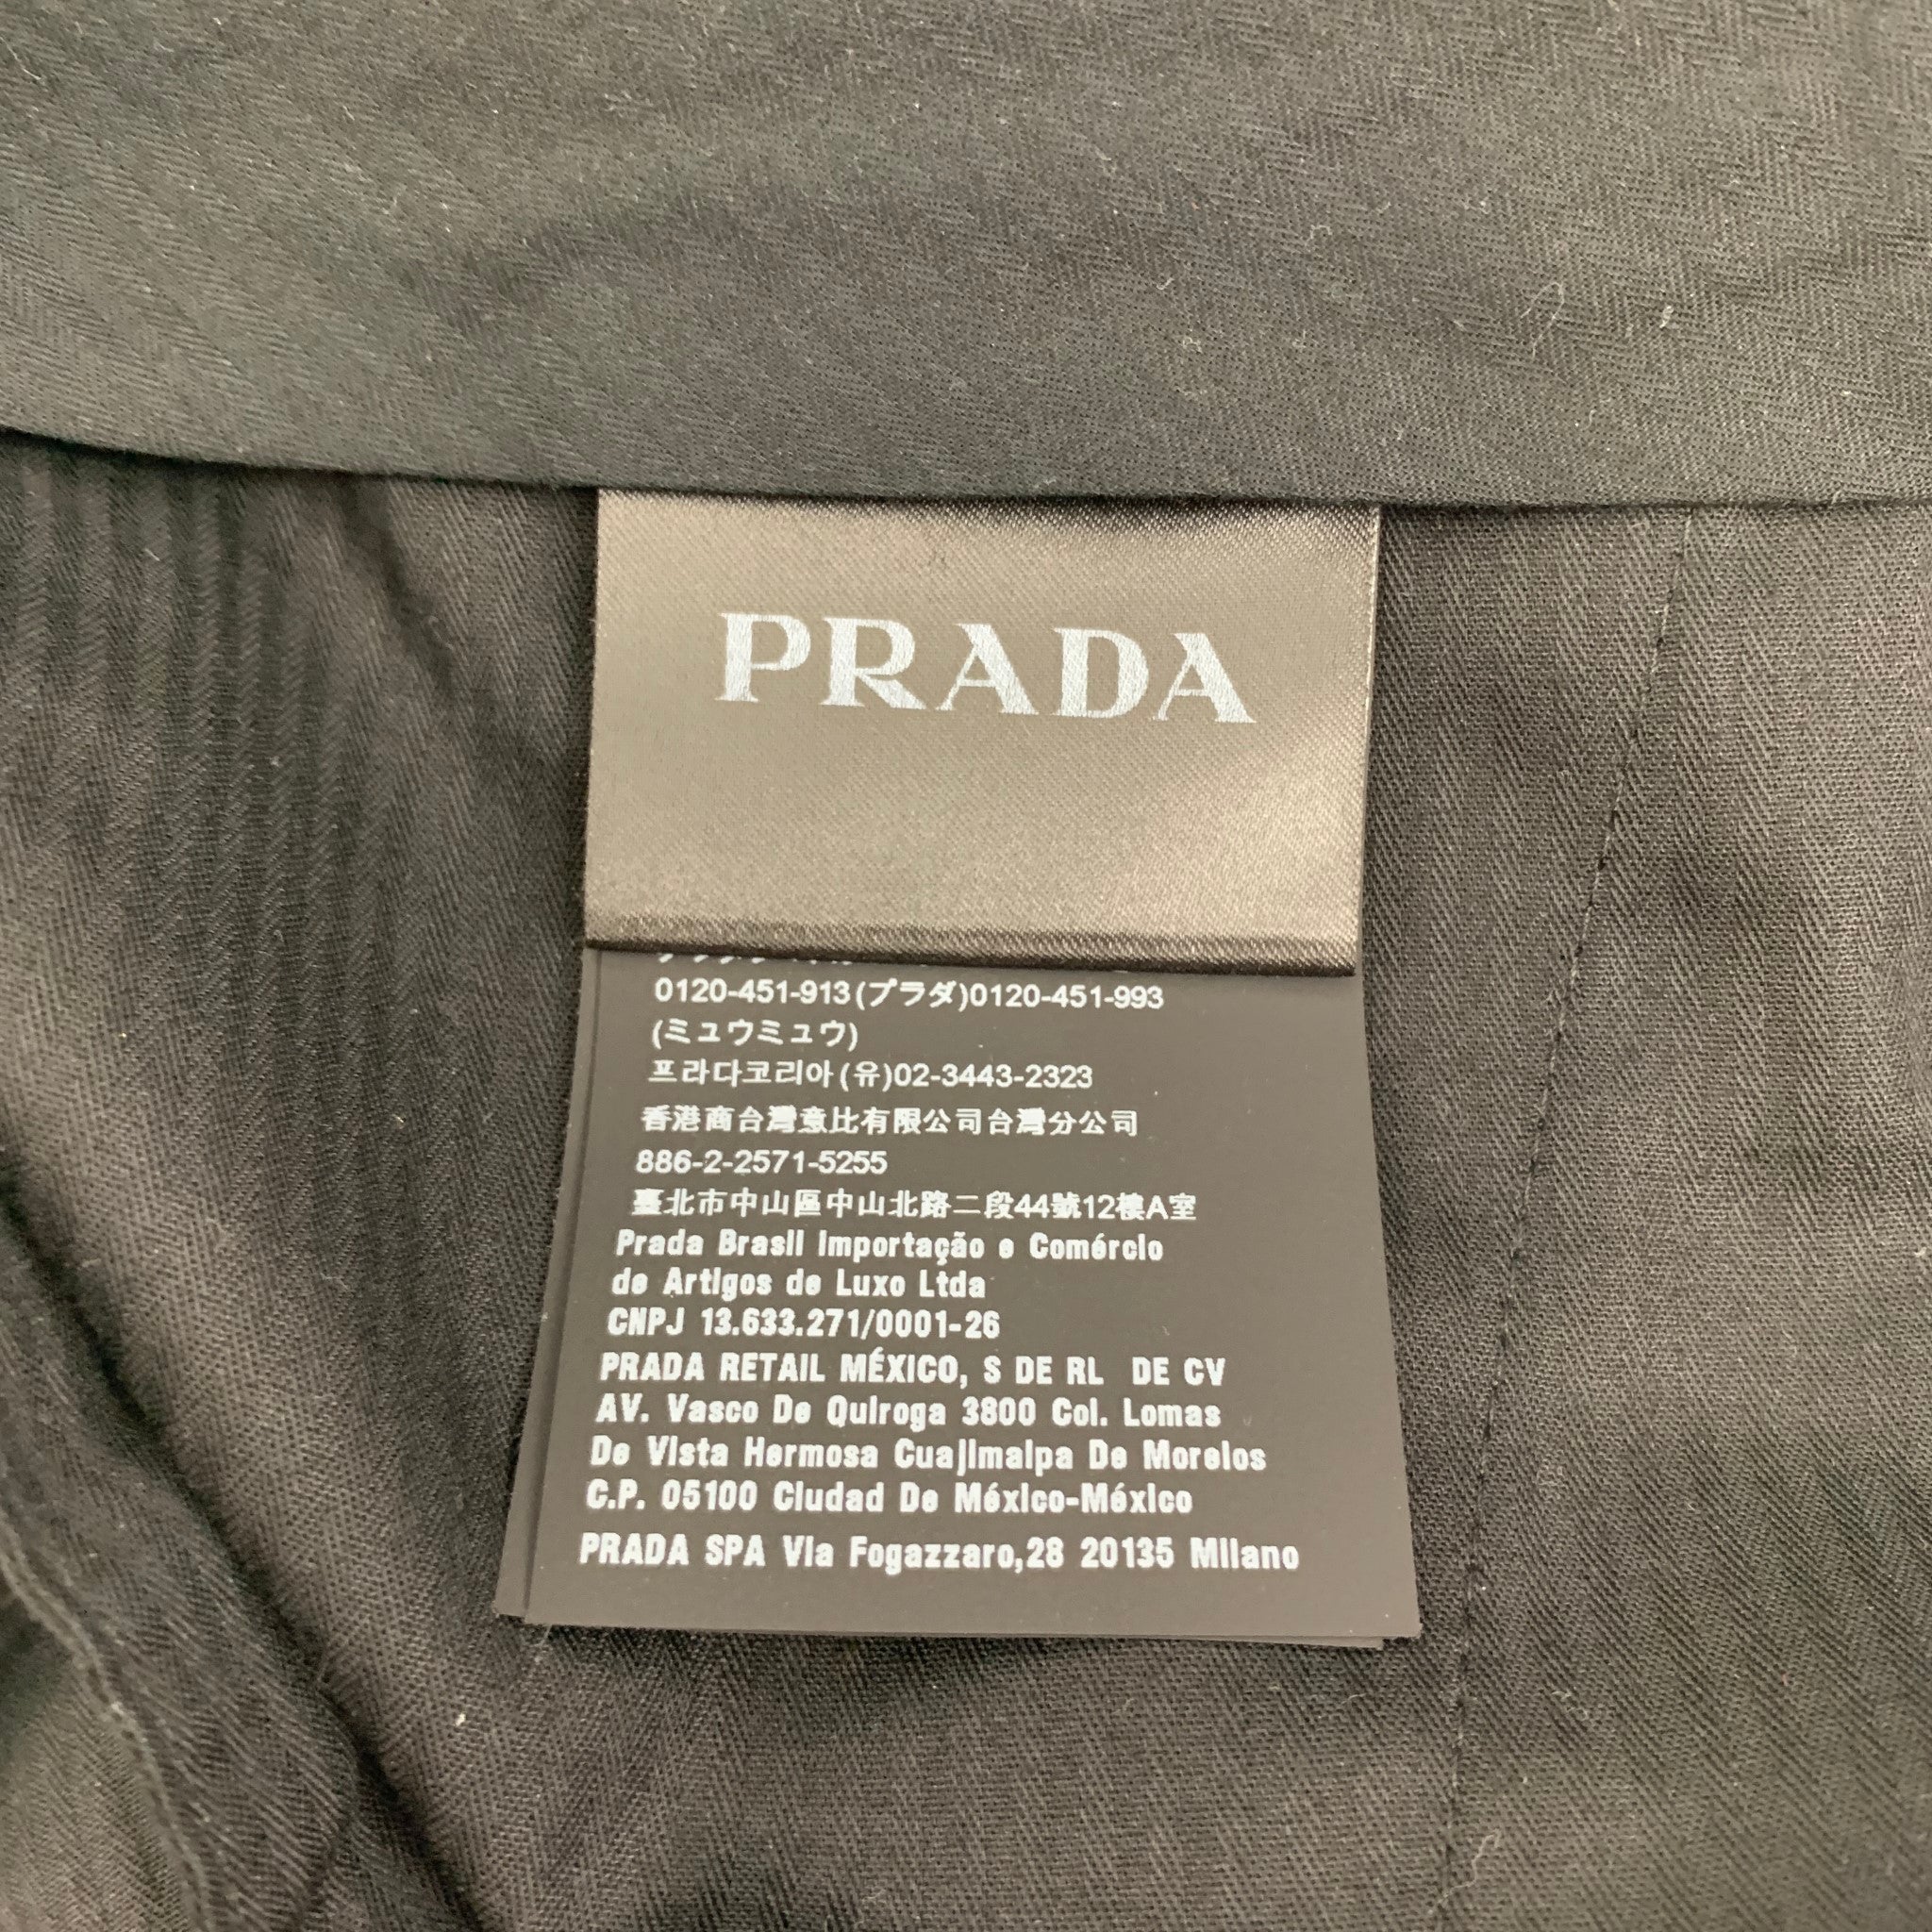 PRADA
0120-451-913(プラダ)0120-451-993
(ミュウミュウ)
프라다코리아(유)02-3443-2323
香港商台灣意比有限公司台灣分公司
886-2-2571-5255
臺北市中山區中山北路二段44號12樓A室
Prada Brasil Importação e Comércio
de Artigos de Luxo Ltda
CNPJ 13.633.271/0001-26
PRADA RETAIL MÉXICO, S DE RL DE CV
AV. Vasco De Quiroga 3800 Col. Lomas
De Vista Hermosa Cuajimalpa De Morelos
C.P. 05100 Ciudad De México-México
PRADA SPA Via Fogazzaro,28 20135 Milano